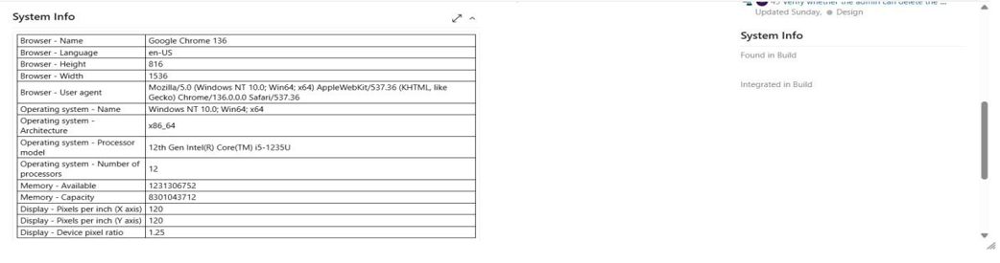 System Info
Browser - Name Google Chrome 136
Browser - Language en-US
Browser - Height 816
Browser - Width 1536
Browser - User agent Mozilla/5.0 (Windows NT 10.0; Win64; x64) AppleWebKit/537.36 (KHTML, like
Gecko) Chrome/136.0.0.0 Safari/537.36
Operating system - Name Windows NT 10.0; Win64; x64
Operating system -
Architecture x86_64
Operating system - Processor
model 12th Gen Intel(R) Core(TM) i5-1235U
Operating system - Number of
processors 12
Memory - Available 1231306752
Memory - Capacity 8301043712
Display - Pixels per inch (X axis) 120
Display - Pixels per inch (Y axis) 120
Display - Device pixel ratio 1.25
Verify whether the admin can delete the ...
Updated Sunday, Design
System Info
Found in Build
Integrated in Build